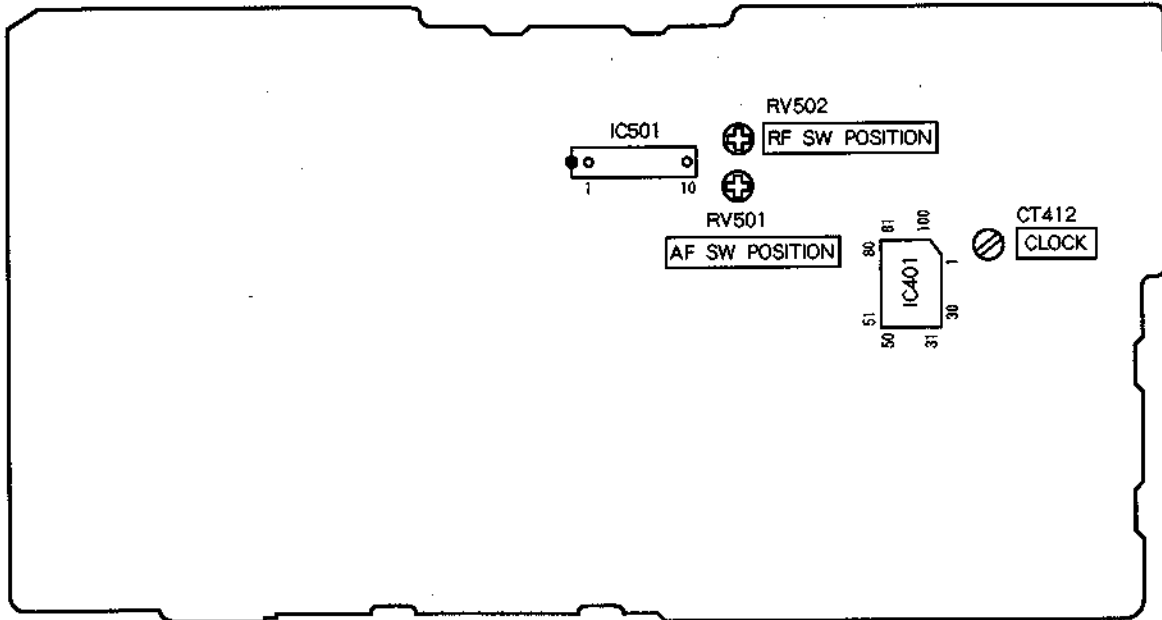 RV502
IC501
RF SW POSITION
1
10
RV501
AF SW POSITION
CT412
CLOCK
81
100
80
1
IC401
51
30
50
31